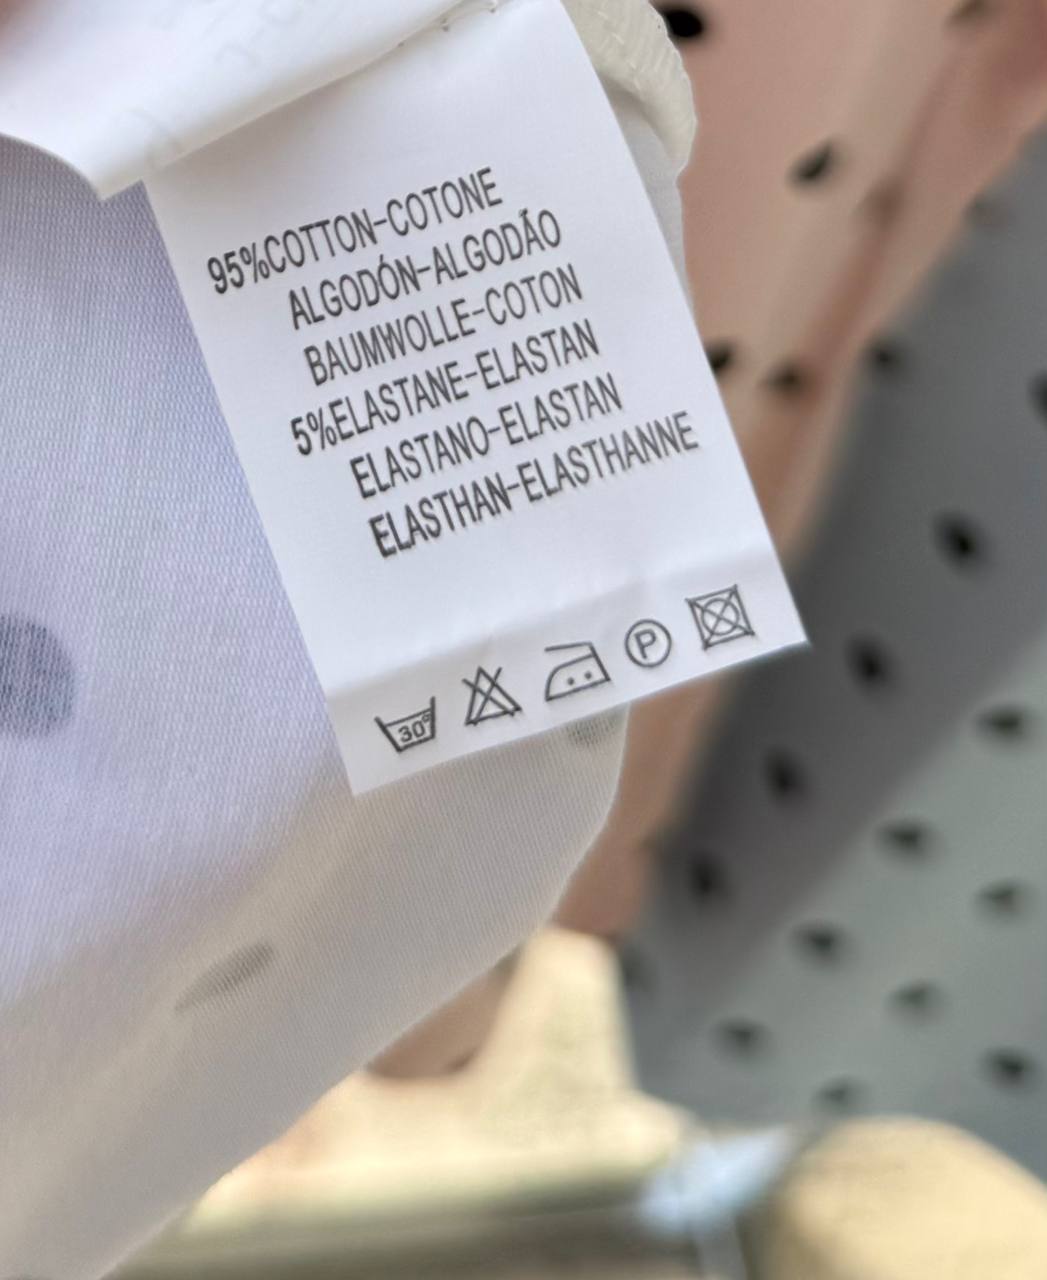 95%COTTON-COTONE
ALGODÓN-ALGODÃO
BAUMWOLLE-COTON
5%ELASTANE-ELASTAN
ELASTANO-ELASTAN
ELASTHAN-ELASTHANNE
30° P